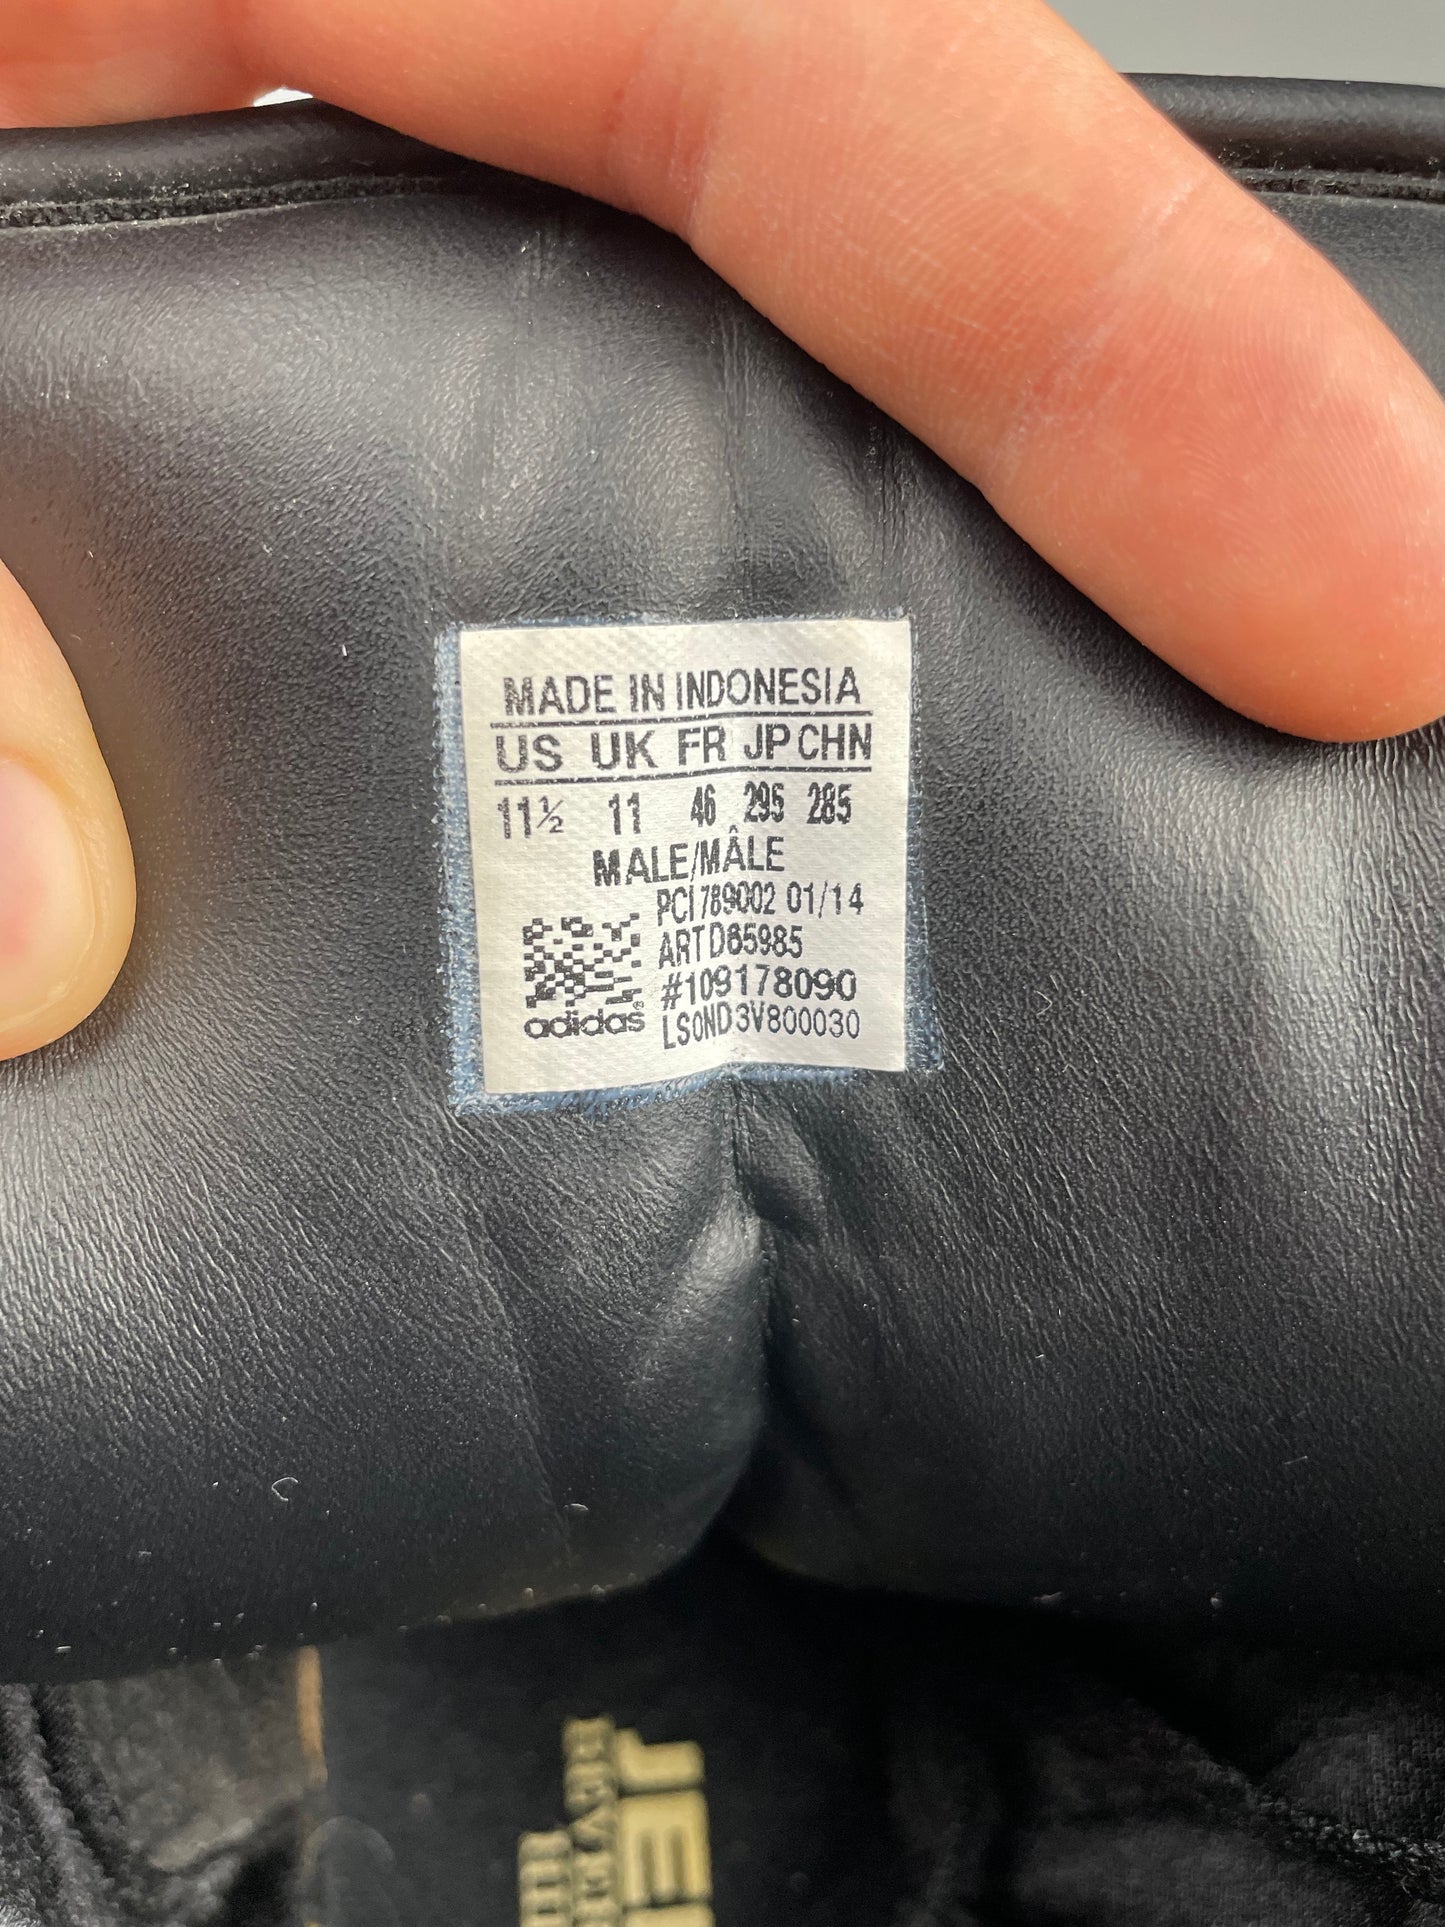 MADE IN INDONESIA
US UK FR JP CHN
11½ 11 46 295 285
MALE/MÂLE
PCI 789002 01/14
ART D65985
#109178090
adidas®
LS0ND3V800030